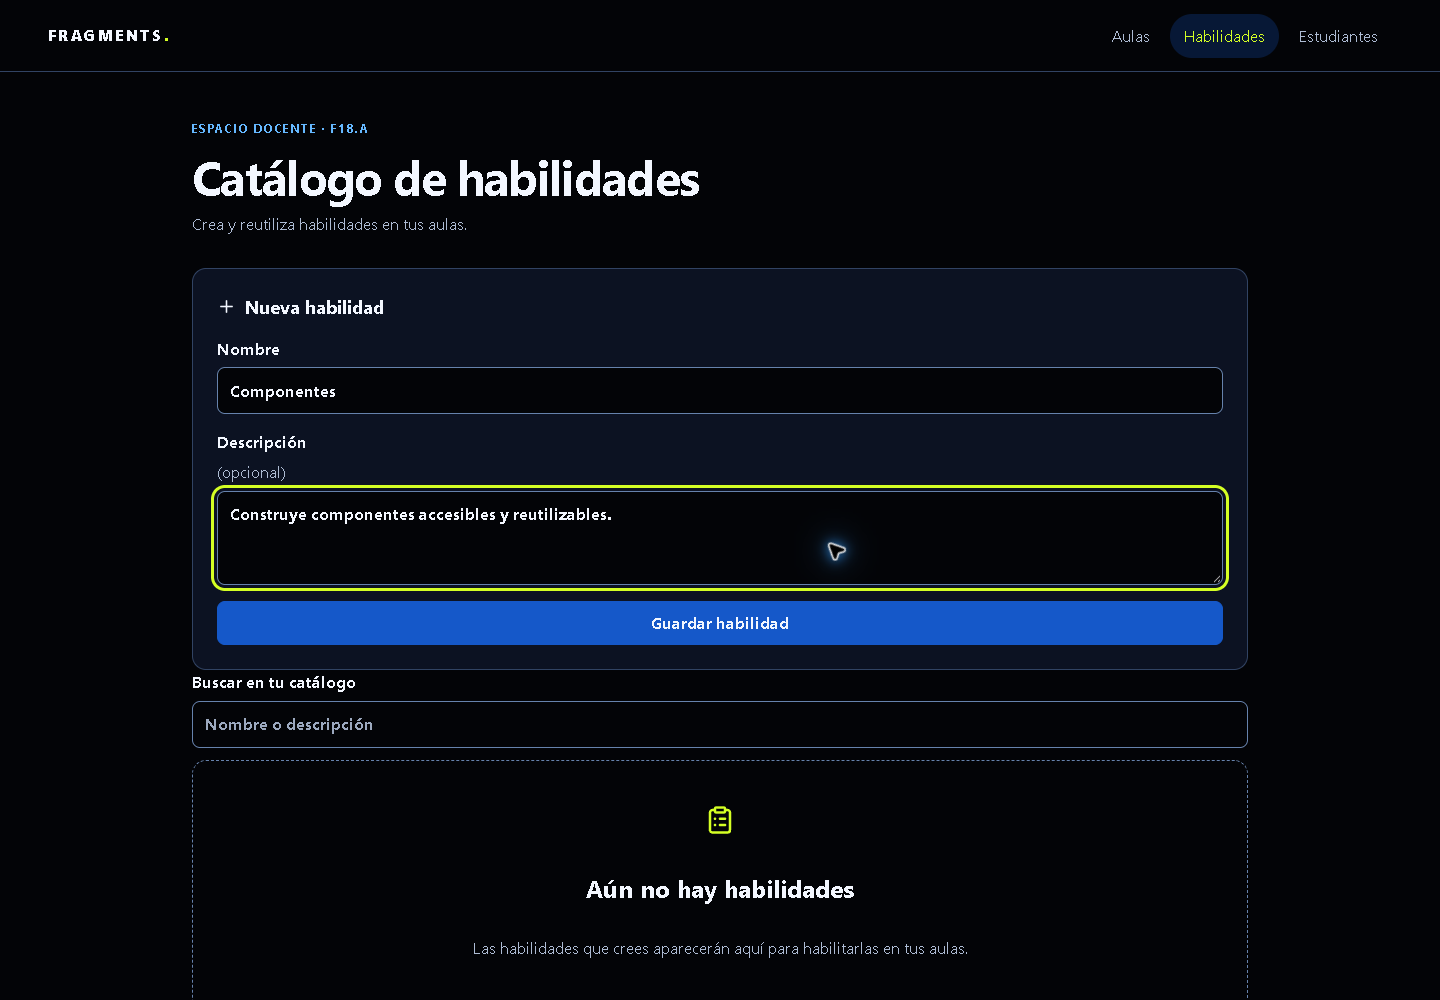 FRAGMENTS.
Aulas
Habilidades
Estudiantes
ESPACIO DOCENTE · F18.A
Catálogo de habilidades
Crea y reutiliza habilidades en tus aulas.
Nueva habilidad
Nombre
Componentes
Descripción
(opcional)
Construye componentes accesibles y reutilizables.
Guardar habilidad
Buscar en tu catálogo
Nombre o descripción
Aún no hay habilidades
Las habilidades que crees aparecerán aquí para habilitarlas en tus aulas.